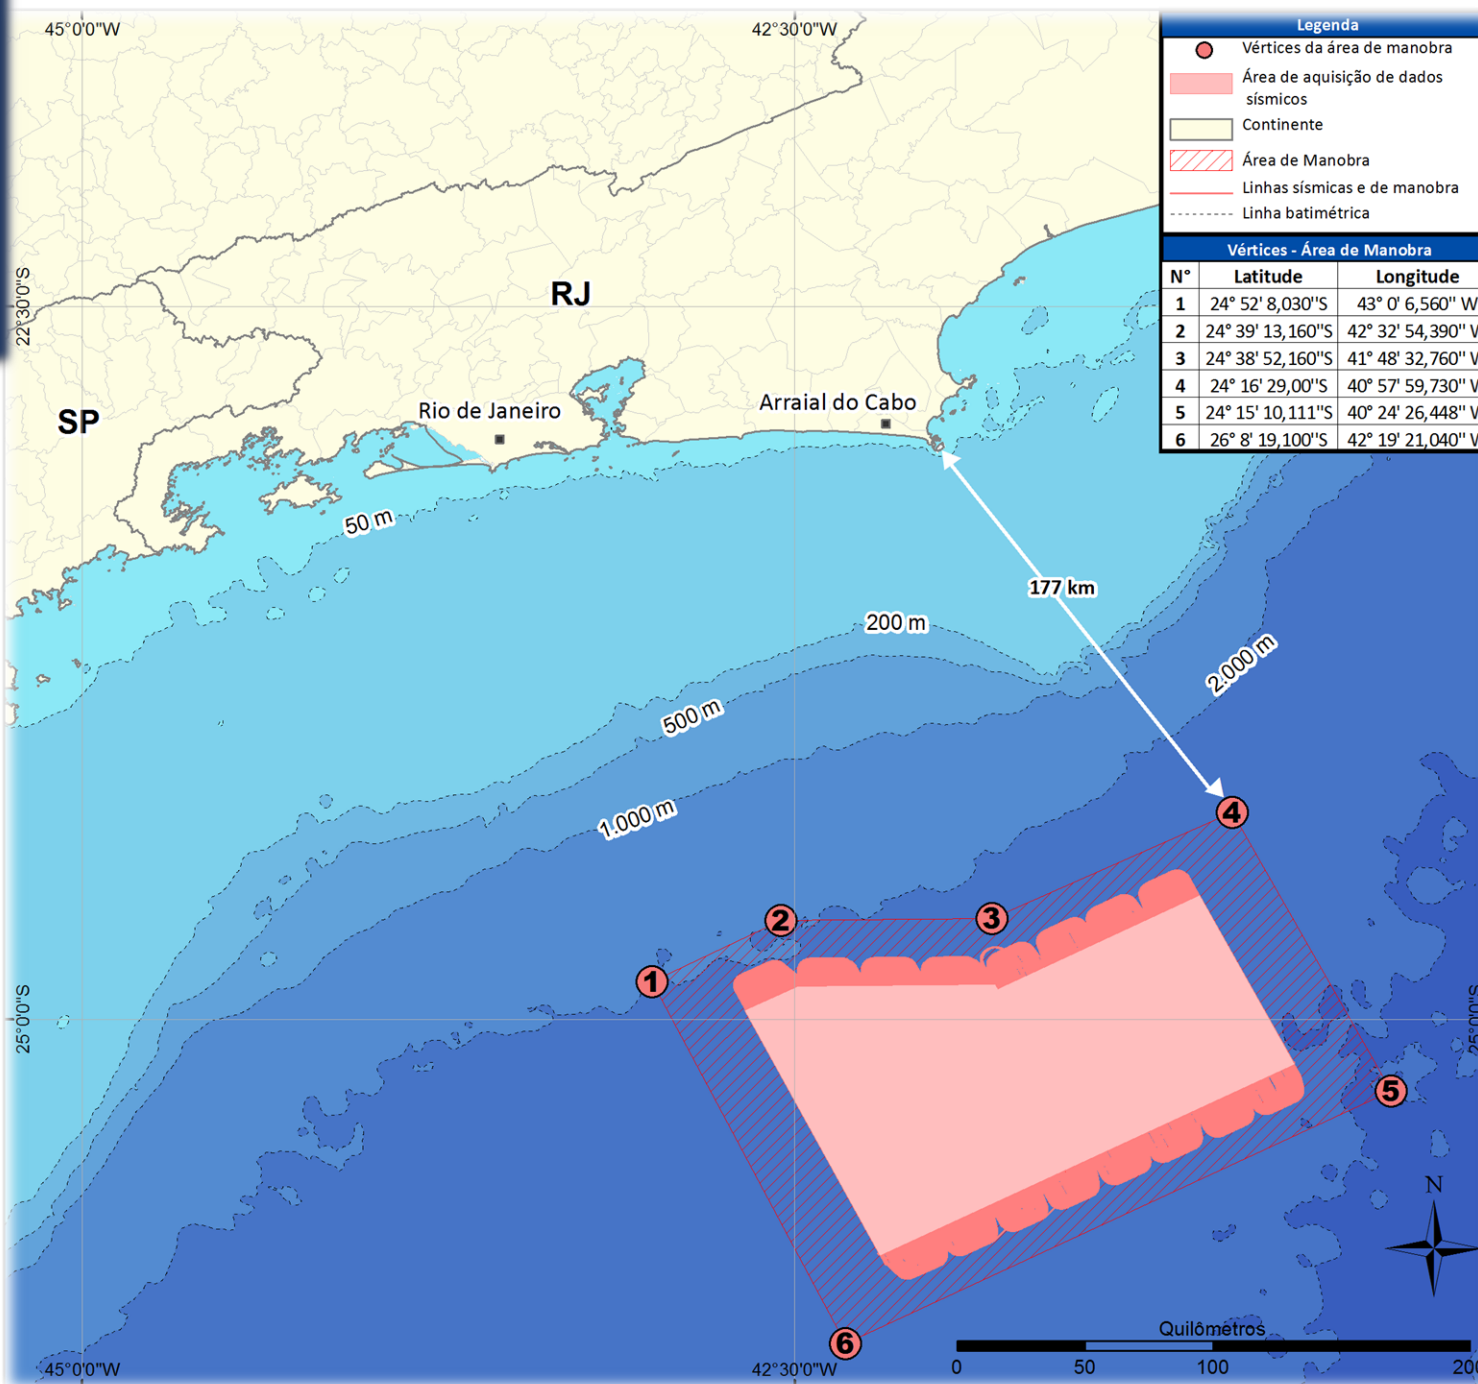 45°0'0"W
42°30'0"W
Legenda
Vértices da área de manobra
Área de aquisição de dados
sísmicos
Continente
Área de Manobra
Linhas sísmicas e de manobra
Linha batimétrica
Vértices - Área de Manobra
N° Latitude Longitude
1 24° 52' 8,030"S 43° 0' 6,560" W
2 24° 39' 13,160"S 42° 32' 54,390" W
3 24° 38' 52,160"S 41° 48' 32,760" W
4 24° 16' 29,00"S 40° 57' 59,730" W
5 24° 15' 10,111"S 40° 24' 26,448" W
6 26° 8' 19,100"S 42° 19' 21,040" W
22°30'0"S
RJ
SP
Rio de Janeiro
Arraial do Cabo
50 m
177 km
200 m
2.000 m
500 m
1.000 m
4
2
3
1
25°0'0"S
25°0'0"S
5
N
6
Quilômetros
0 50 100 200
45°0'0"W
42°30'0"W